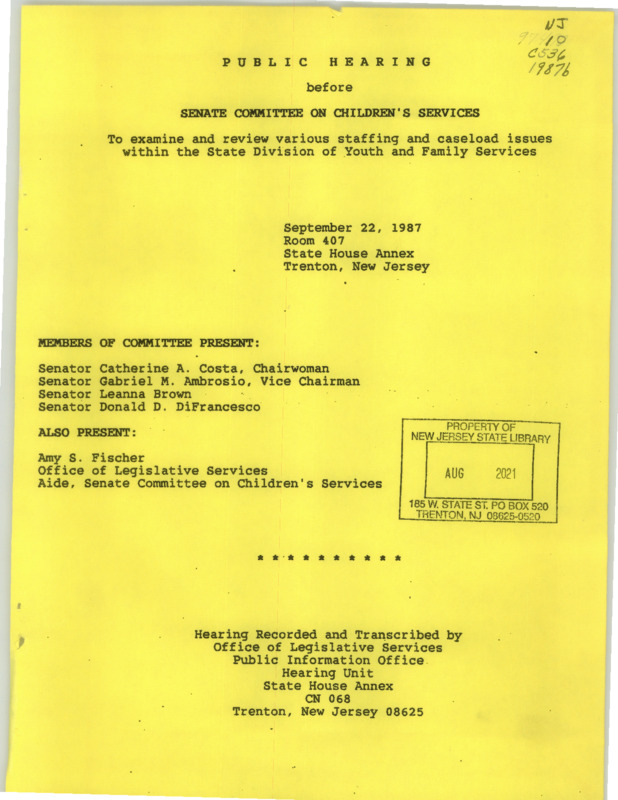 NJ
97410
C536
1987b
PUBLIC HEARING
before
SENATE COMMITTEE ON CHILDREN'S SERVICES
To examine and review various staffing and caseload issues
within the State Division of Youth and Family Services
September 22, 1987
Room 407
State House Annex
Trenton, New Jersey
MEMBERS OF COMMITTEE PRESENT:
Senator Catherine A. Costa, Chairwoman
Senator Gabriel M. Ambrosio, Vice Chairman
Senator Leanna Brown
Senator Donald D. DiFrancesco
ALSO PRESENT:
Amy S. Fischer
Office of Legislative Services
Aide, Senate Committee on Children's Services
PROPERTY OF
NEW JERSEY STATE LIBRARY
AUG 2021
185 W. STATE ST. PO BOX 520
TRENTON, NJ 08625-0520
* * * * * * * * * *
Hearing Recorded and Transcribed by
Office of Legislative Services
Public Information Office
Hearing Unit
State House Annex
CN 068
Trenton, New Jersey 08625